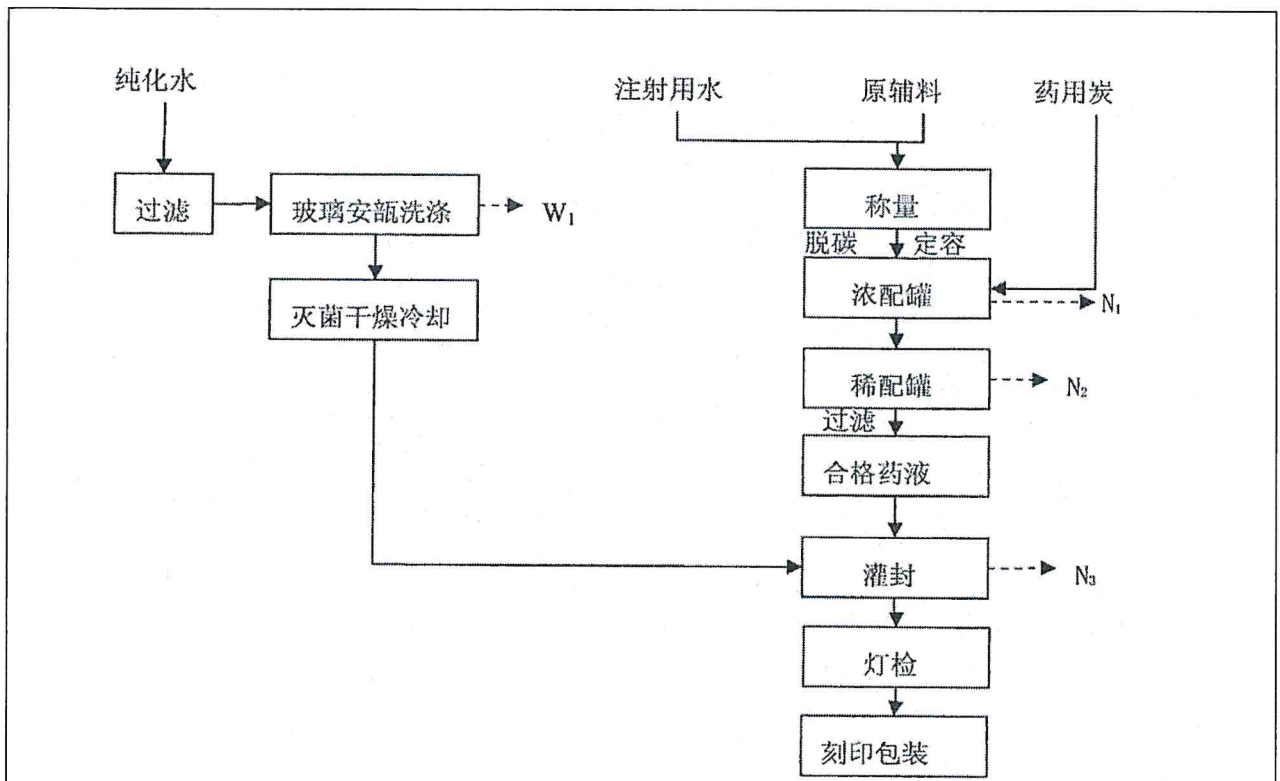 纯化水
注射用水 原辅料 药用炭
过滤
玻璃安瓿洗涤
W₁
称量
脱碳 定容
灭菌干燥冷却
浓配罐
N₁
稀配罐
N₂
过滤
合格药液
灌封
N₃
灯检
刻印包装